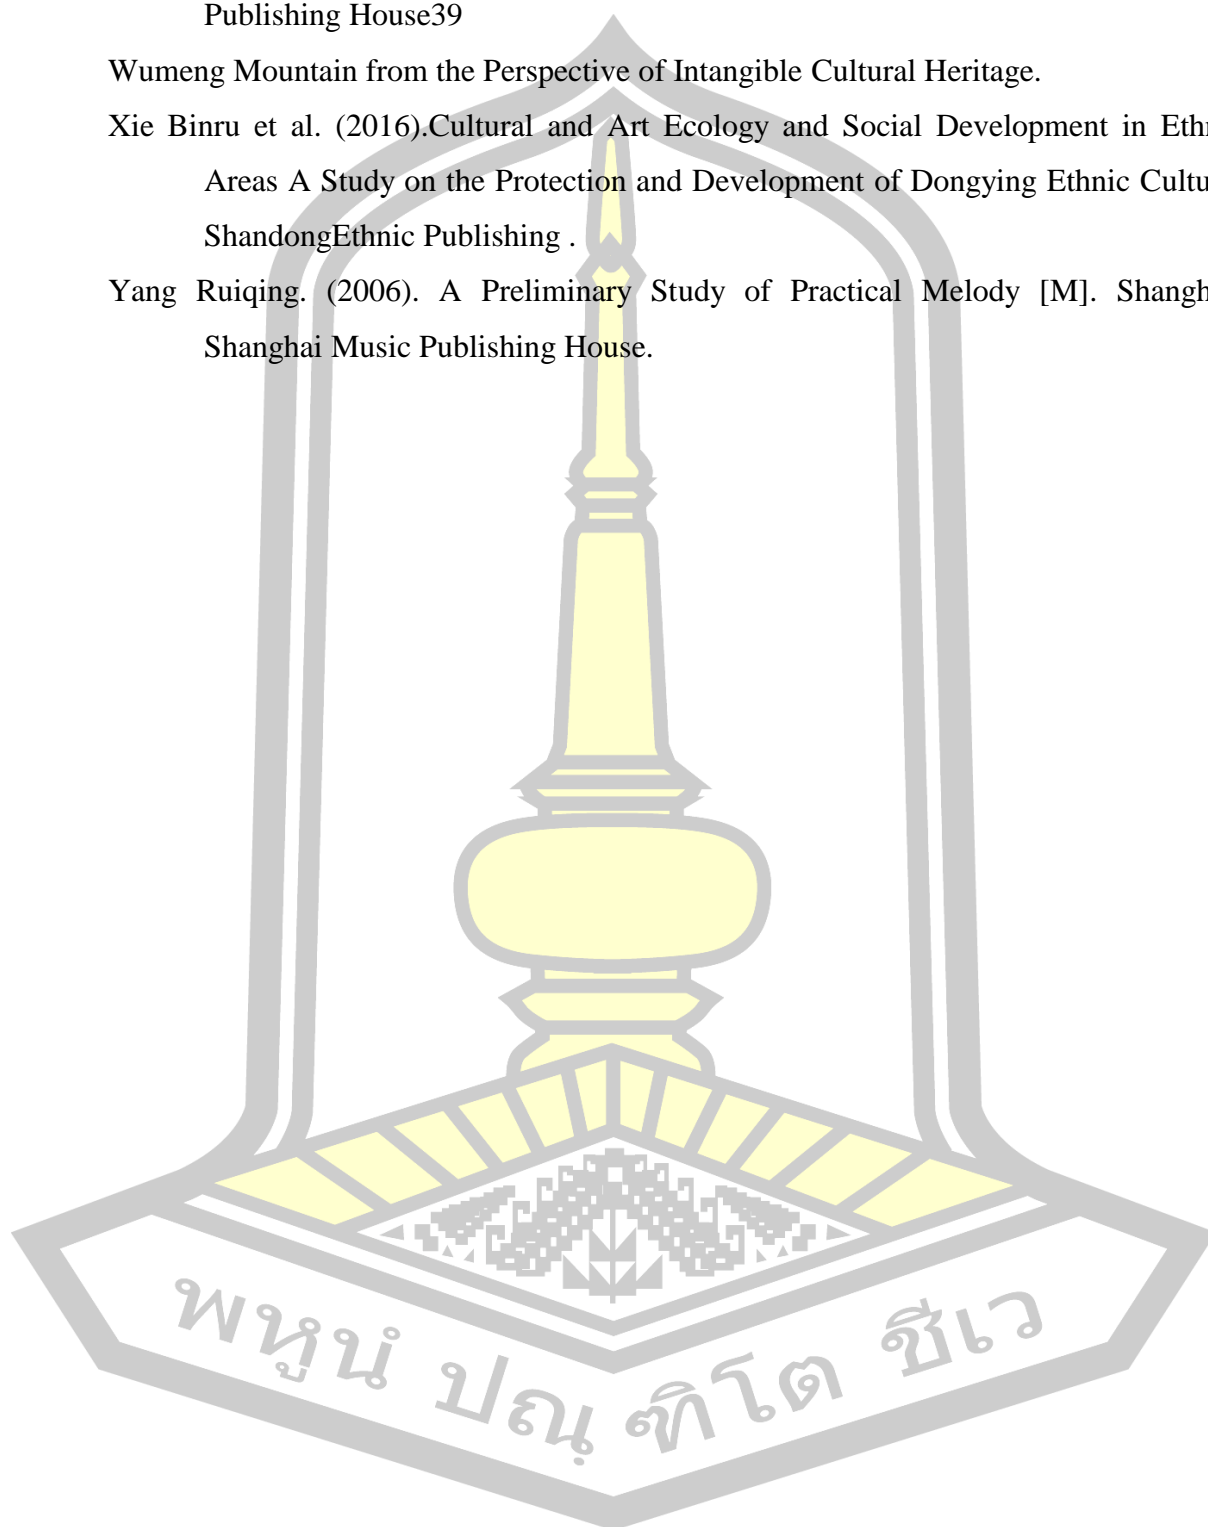 Publishing House39
Wumeng Mountain from the Perspective of Intangible Cultural Heritage.
Xie Binru et al. (2016).Cultural and Art Ecology and Social Development in
Areas A Study on the Protection and Development of Dongying Ethnic
ShandongEthnic Publishing .
Yang Ruiqing. (2006). A Preliminary Study of Practical Melody [M].
Shanghai Music Publishing House.
พหูนํ ปณฺ ฑิโต ชีเว